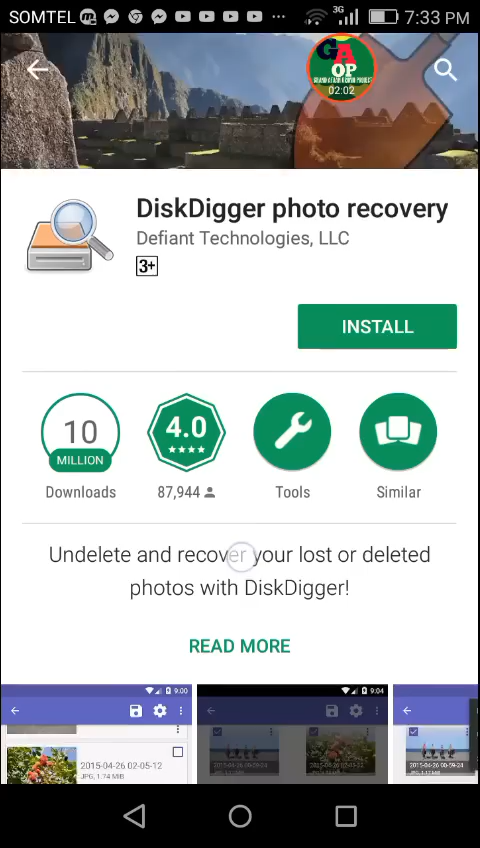 SOMTEL 3G 7:33 PM
GA
OP
02:02
DiskDigger photo recovery
Defiant Technologies, LLC
3+
INSTALL
10
MILLION
4.0
Downloads 87,944 Tools Similar
Undelete and recover your lost or deleted
photos with DiskDigger!
READ MORE
9:00
9:04
2015-04-26 02-05-12
JPG, 1.74 MIB